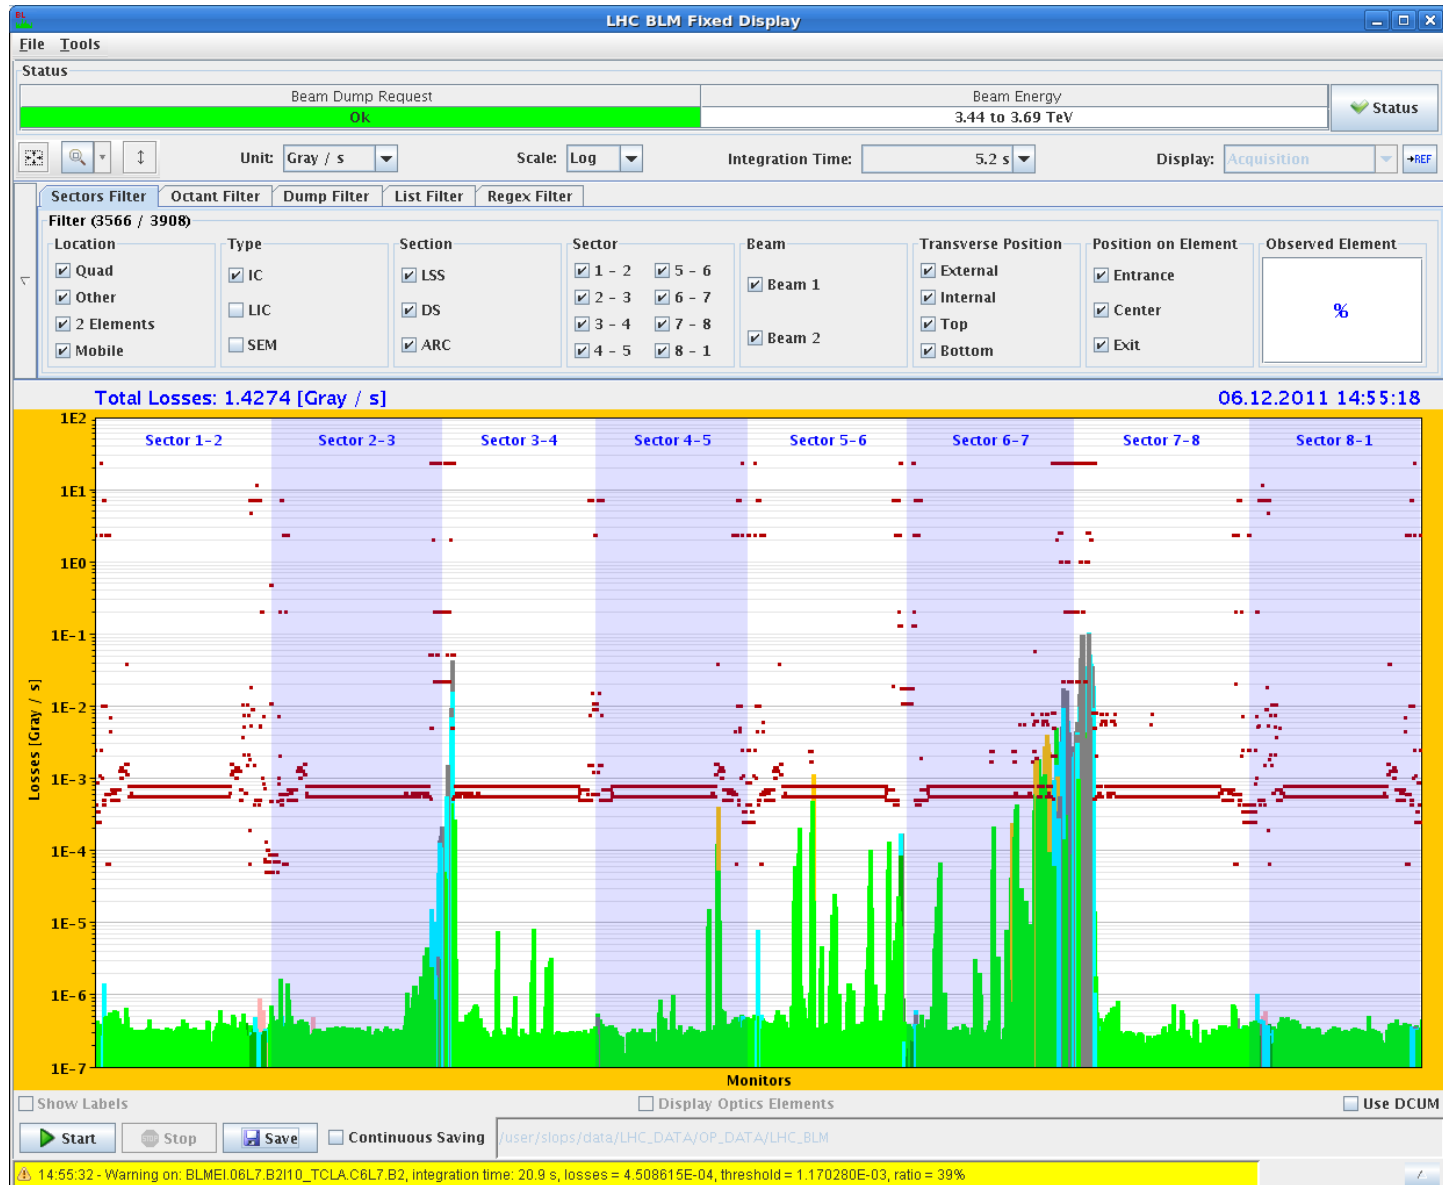 BL
LHC BLM Fixed Display
File Tools
Status
Beam Dump Request Beam Energy
Ok 3.44 to 3.69 TeV
Status
Unit: Gray / s Scale: Log Integration Time: 5.2 s Display: Acquisition REF
Sectors Filter Octant Filter Dump Filter List Filter Regex Filter
Filter (3566 / 3908)
Location Type Section Sector Beam Transverse Position Position on Element Observed Element
Quad IC LSS 1 - 2 5 - 6 Beam 1 External Entrance
Other LIC DS 2 - 3 6 - 7 Internal Center %
2 Elements 3 - 4 7 - 8 Top
Mobile SEM ARC 4 - 5 8 - 1 Beam 2 Bottom Exit
Total Losses: 1.4274 [Gray / s] 06.12.2011 14:55:18
Sector 1-2 Sector 2-3 Sector 3-4 Sector 4-5 Sector 5-6 Sector 6-7 Sector 7-8 Sector 8-1
1E2
1E1
1E0
1E-1
1E-2
1E-3
1E-4
1E-5
1E-6
1E-7
Losses [Gray / s]
Monitors
Show Labels Display Optics Elements Use DCUM
Start Stop Save Continuous Saving /user/slops/data/LHC_DATA/OP_DATA/LHC_BLM
14:55:32 - Warning on: BLMEI.06L7.B2I10_TCLA.C6L7.B2, integration time: 20.9 s, losses = 4.508615E-04, threshold = 1.170280E-03, ratio = 39%